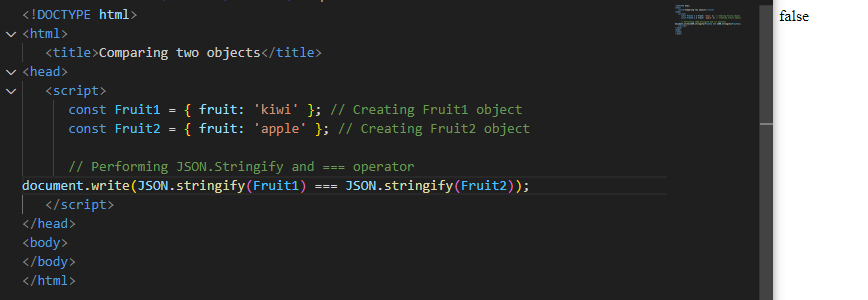 <!DOCTYPE html>
<html>
<title>Comparing two objects</title>
<head>
<script>
const Fruit1 = { fruit: 'kiwi' }; // Creating Fruit1 object
const Fruit2 = { fruit: 'apple' }; // Creating Fruit2 object
// Performing JSON.Stringify and === operator
document.write(JSON.stringify(Fruit1) === JSON.stringify(Fruit2));
</script>
</head>
<body>
</body>
</html>
false